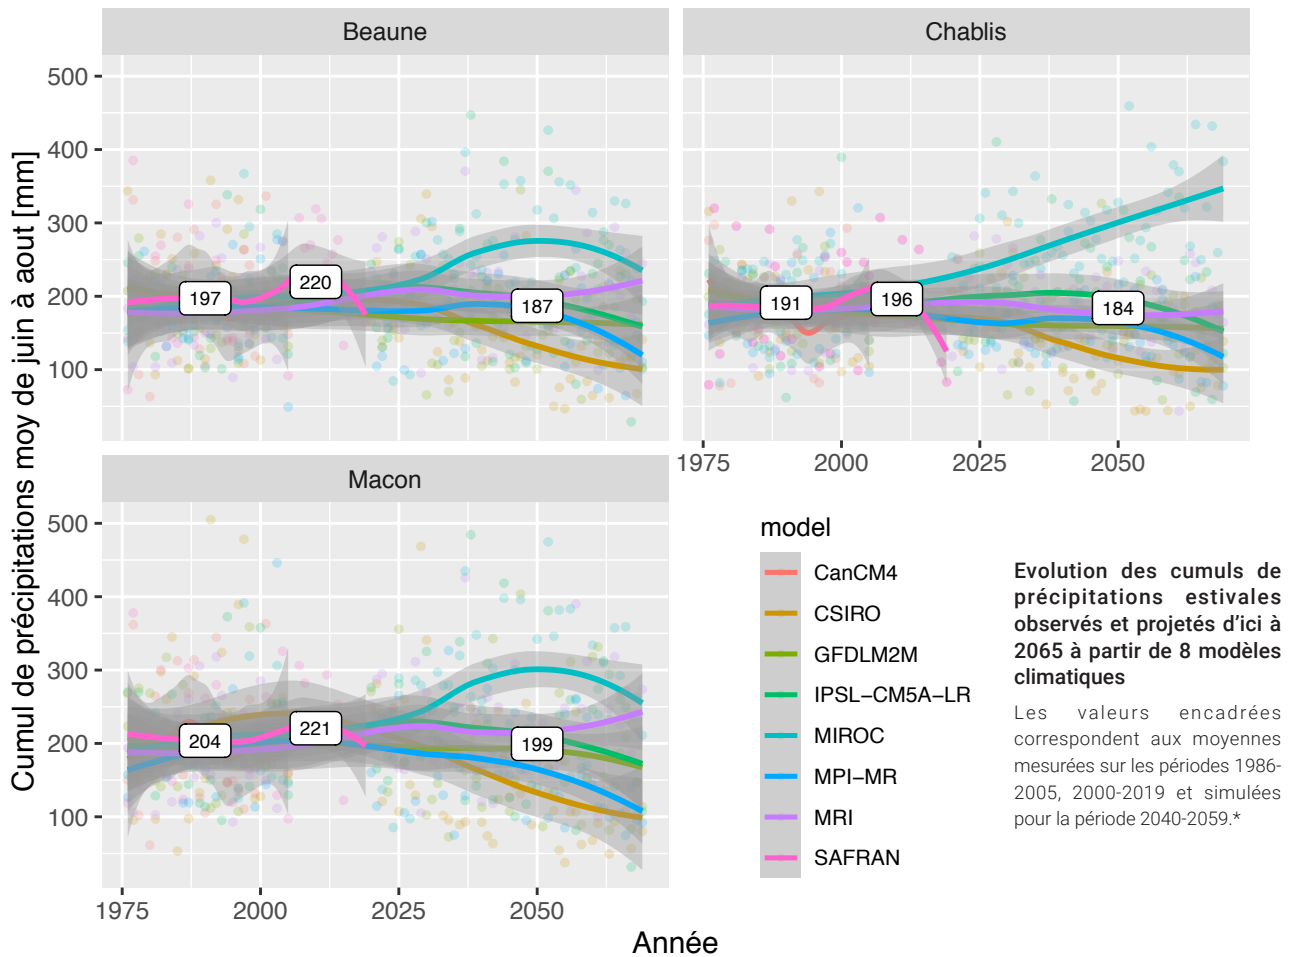 Beaune
Chablis
Cumul de précipitations moy de juin à aout [mm]
500
400
300
200
100
197
220
187
191
196
184
1975
2000
2025
2050
Macon
500
400
300
200
100
204
221
199
1975
2000
2025
2050
Année
model
CanCM4
CSIRO
GFDLM2M
IPSL−CM5A−LR
MIROC
MPI−MR
MRI
SAFRAN
Evolution des cumuls de
précipitations estivales
observés et projetés d’ici à
2065 à partir de 8 modèles
climatiques
Les valeurs encadrées
correspondent aux moyennes
mesurées sur les périodes 1986-
2005, 2000-2019 et simulées
pour la période 2040-2059.*